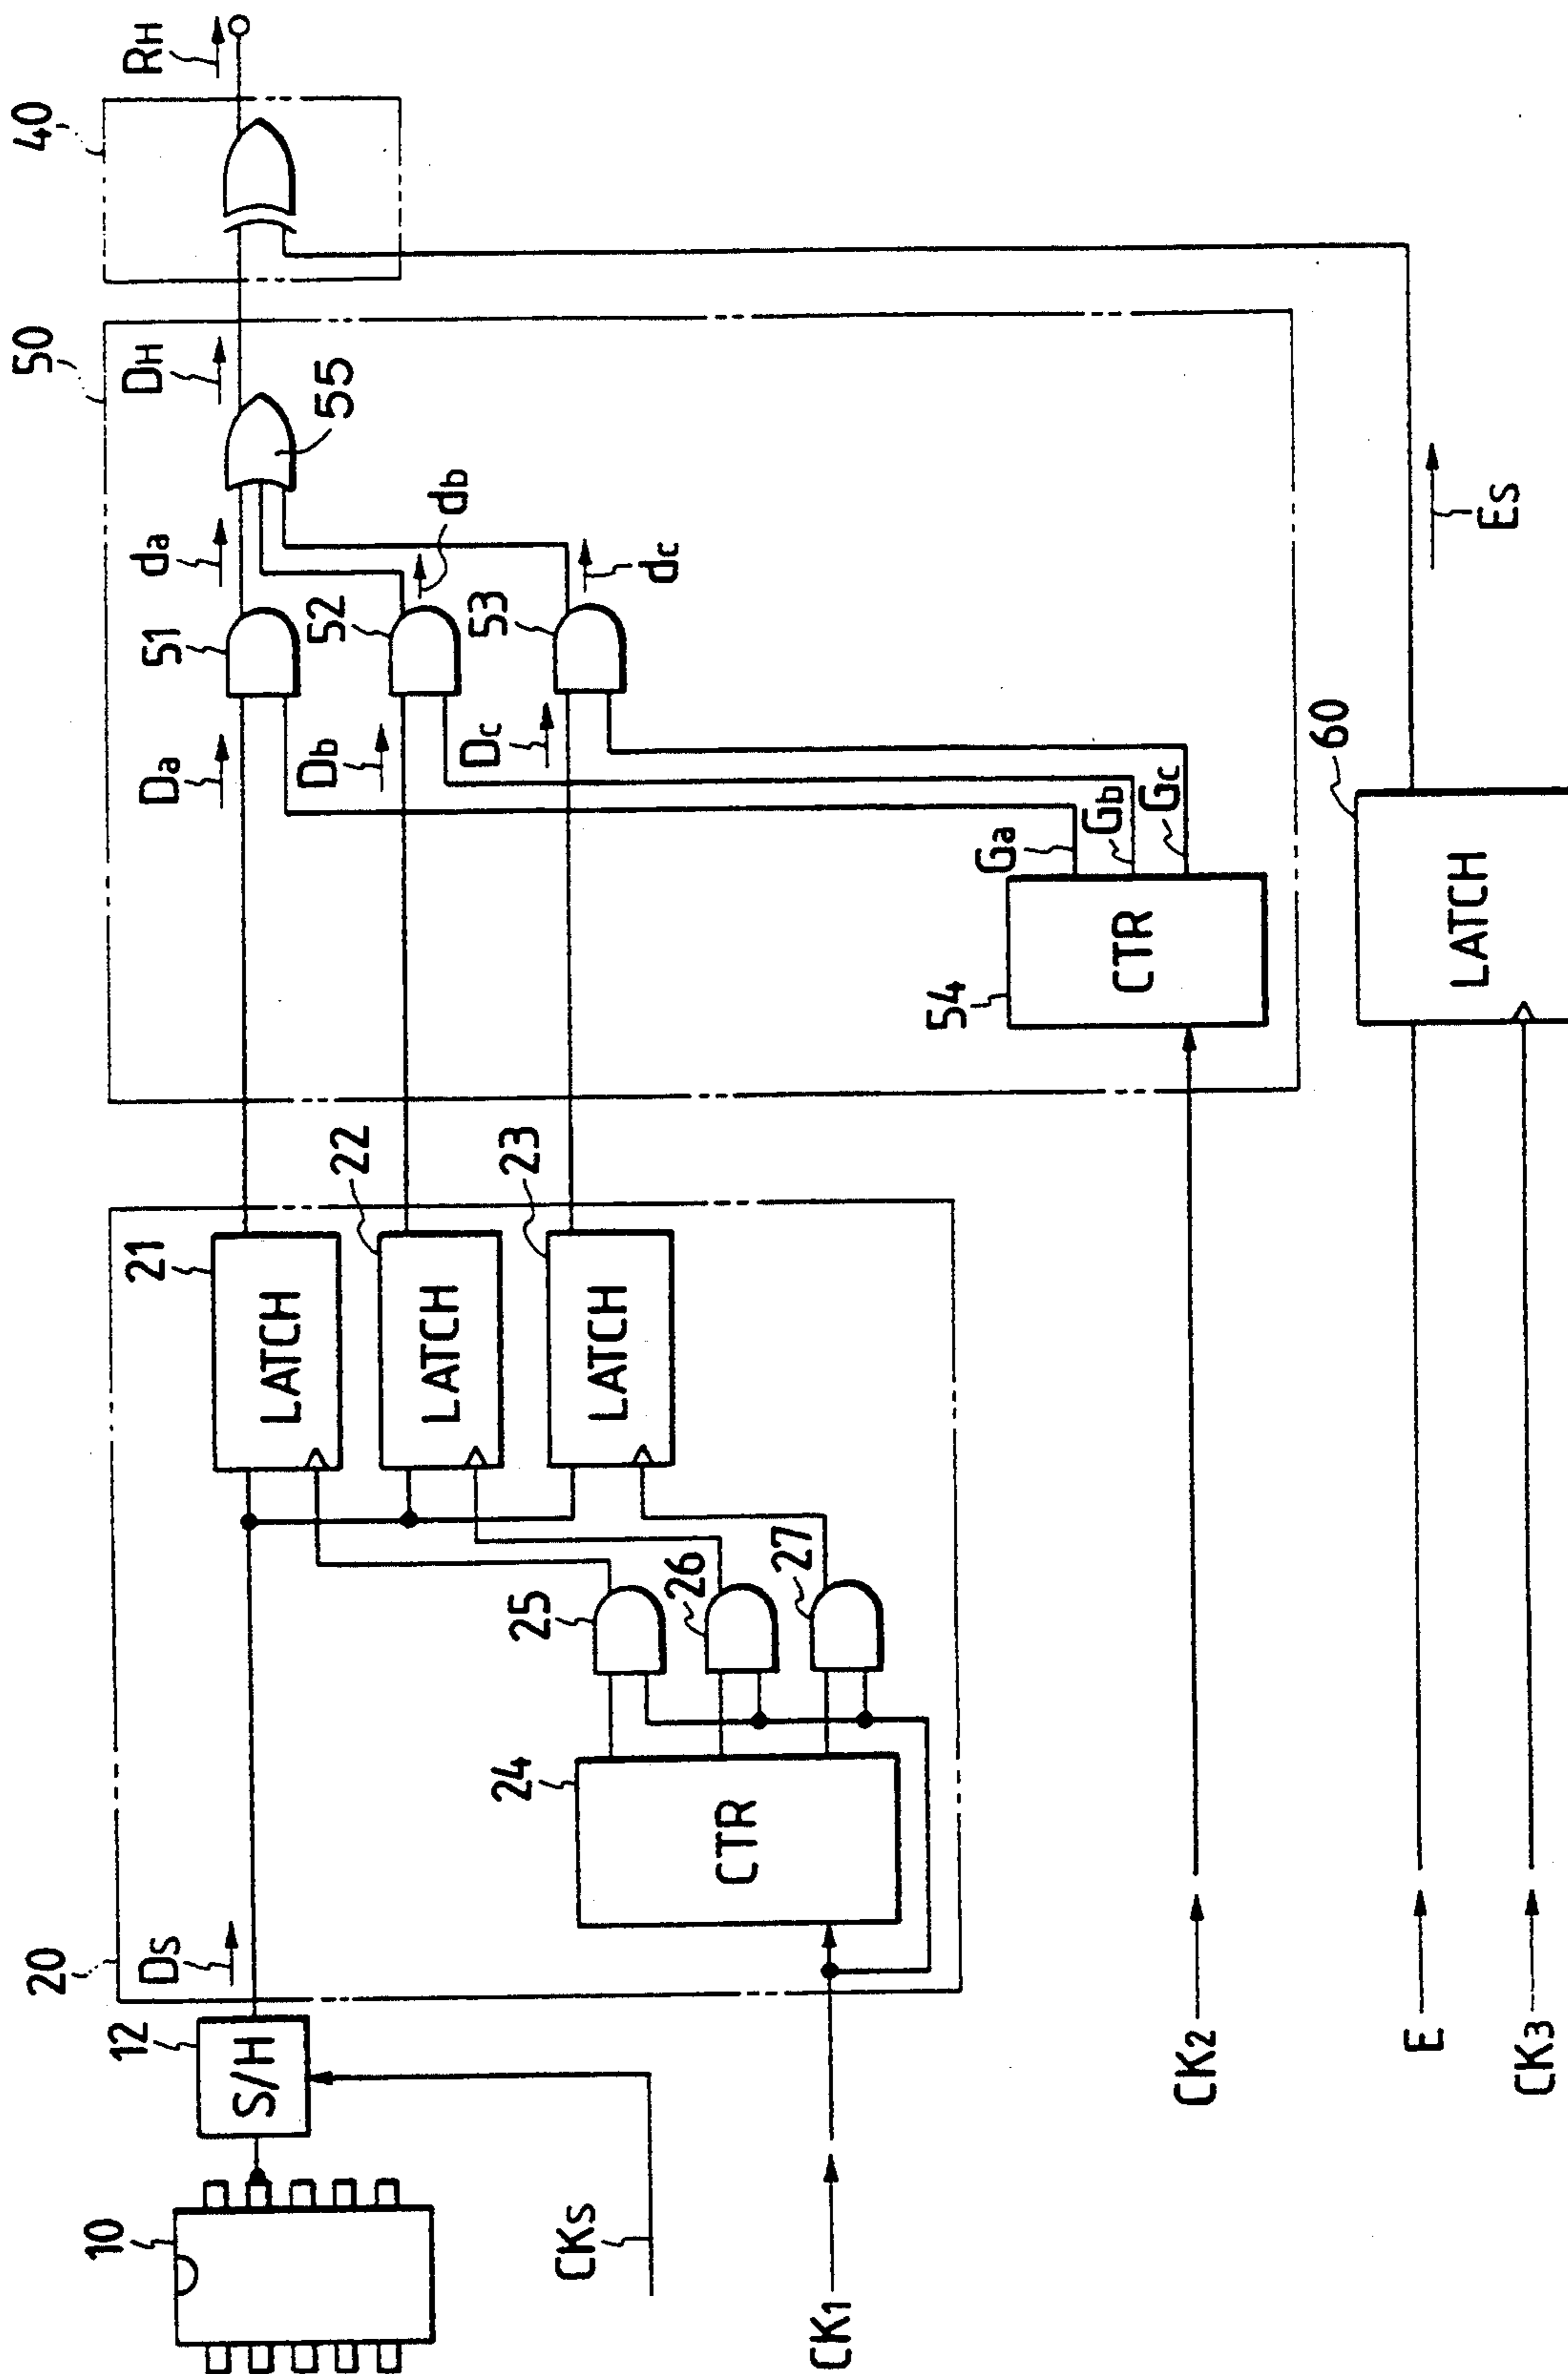 10
12
S/H
CKS
20
DS
21
LATCH
22
LATCH
23
LATCH
24
CTR
25
26
27
CK1
50
Da
51
da
Db
52
db
Dc
53
dc
55
DH
54
CTR
Ga
Gb
Gc
CK2
40
RH
60
LATCH
ES
E
CK3